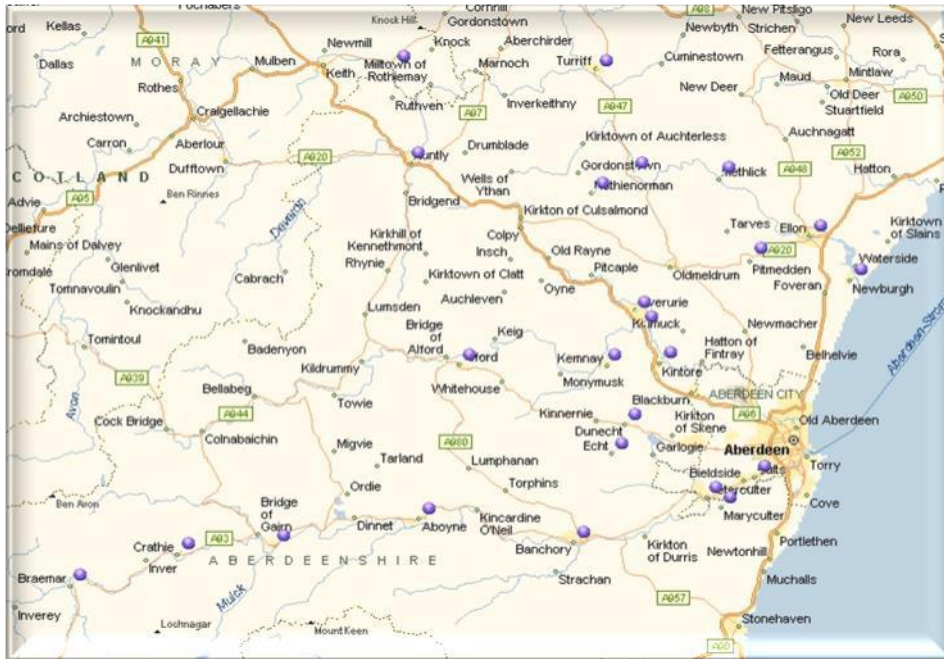 Kellas
Knock Hill
Cornhill
Gordonstown
A98
New Pitsligo
Strichen
New Leeds
Newbyth
A941
Newmill
Knock
Aberchirder
Fetterangus
Rora
Dallas
MORAY
Mulben
Keith
Milltown of
Rothiemay
Marnoch
Turriff
Cuminestown
Maud
Mintlaw
Rothes
Ruthven
Inverkeithny
New Deer
Old Deer
A950
Stuartfield
A97
A947
Archiestown
Craigellachie
Carron
Aberlour
Dufftown
A920
Drumblade
Kirktown of Auchterless
Auchnagatt
A952
SCOTLAND
A95
Advie
Ben Rinnes
Wells of
Ythan
Gordonstown
Methlick
A948
Hatton
Bridgend
Deveron
Kirkton of Culsalmond
Tarves
Ellon
Kirktown
of Slains
Mains of Dalvey
Kirkhill of
Kennethmont
Colpy
Insch
Old Rayne
A920
Glenlivet
Rhynie
Kirktown of Clatt
Pitcaple
Oldmeldrum
Pitmedden
Waterside
Tomnavoulin
Cabrach
Auchleven
Oyne
Foveran
Newburgh
Knockandhu
Lumsden
Tomintoul
Badenyon
Bridge
of
Alford
Keig
Newmacher
Hatton of
Fintray
Belhelvie
A939
Kildrummy
Kemnay
Kintore
Bellabeg
Whitehouse
Monymusk
Avon
A944
Towie
Blackburn
ABERDEEN CITY
Cock Bridge
Colnabaichin
Kinnernie
Kirkton
of Skene
A96
Old Aberdeen
Migvie
A980
Dunecht
Echt
Garlogie
Aberdeen
Tarland
Lumphanan
Bieldside
Torry
Ben Avon
Ordie
Torphins
Cove
Bridge
of
Gairn
Dinnet
Aboyne
Kincardine
O'Neil
Maryculter
Crathie
A93
Inver
ABERDEENSHIRE
Banchory
Kirkton
of Durris
Newtonhill
Portlethen
Braemar
Strachan
Muchalls
Inverey
Muick
A957
Lochnagar
Mount Keen
Stonehaven
A90